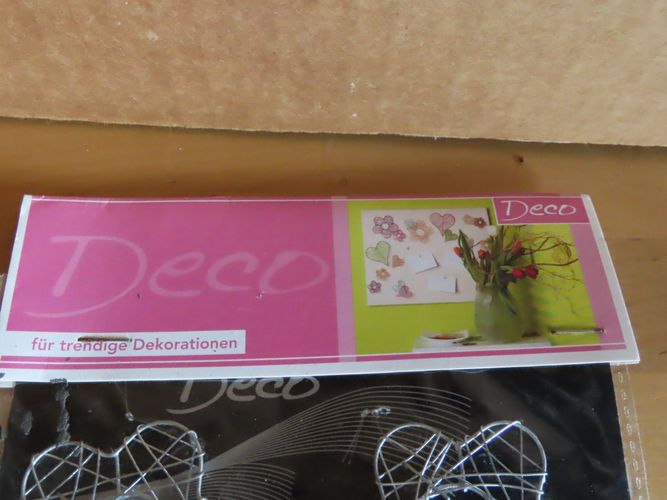 Deco
Deco
für trendige Dekorationen
Deco